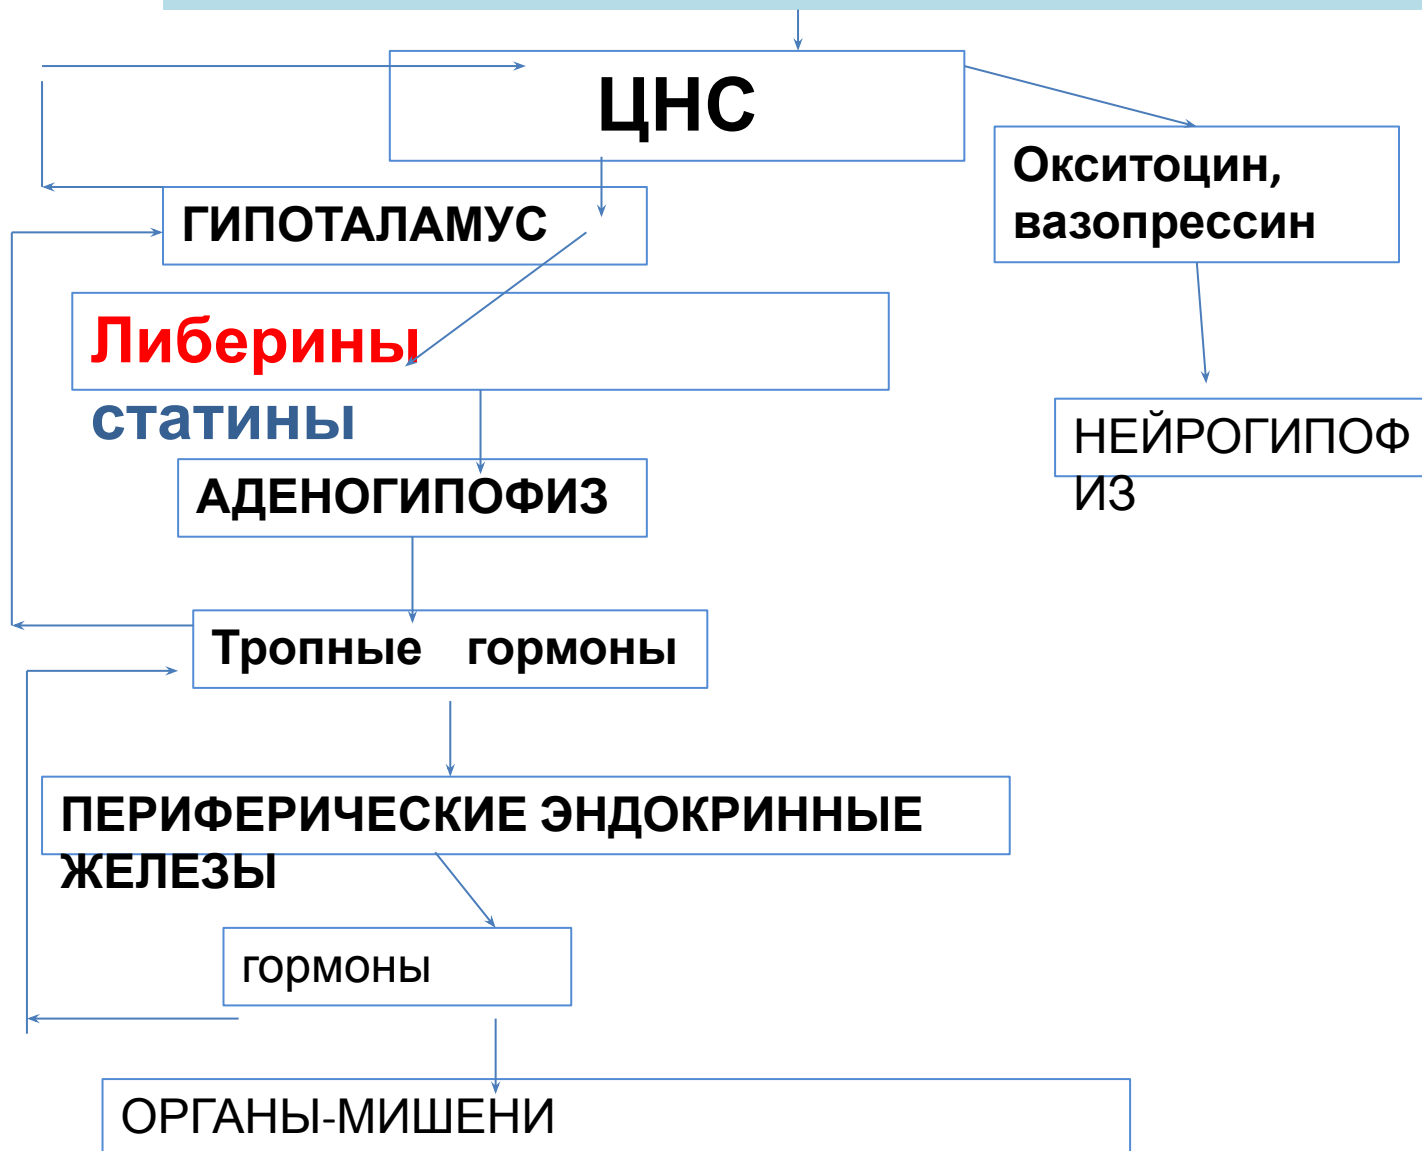 ЦНС
Окситоцин,
вазопрессин
ГИПОТАЛАМУС
Либерины
статины
НЕЙРОГИПОФ
ИЗ
АДЕНОГИПОФИЗ
Тропные гормоны
ПЕРИФЕРИЧЕСКИЕ ЭНДОКРИННЫЕ
ЖЕЛЕЗЫ
гормоны
ОРГАНЫ-МИШЕНИ